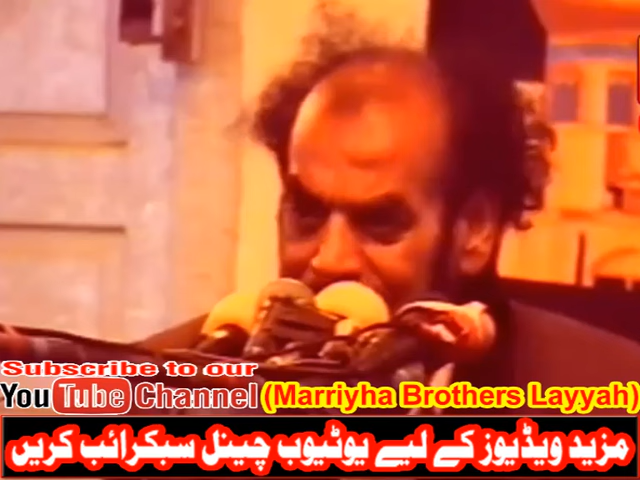 Subscribe to our
YouTube Channel (Marriyha Brothers Layyah)
مزید ویڈیوز کے لیے یوٹیوب چینل سبکرائب کریں